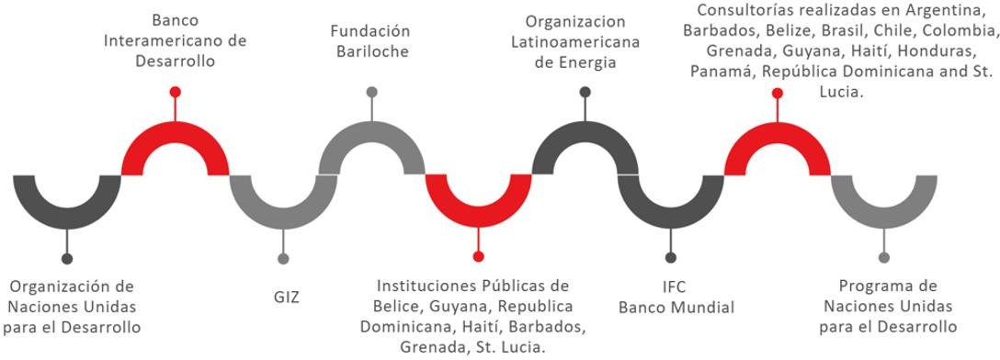 Banco
Interamericano de
Desarrollo
Fundación
Bariloche
Organizacion
Latinoamericana
de Energia
Consultorías realizadas en Argentina,
Barbados, Belize, Brasil, Chile, Colombia,
Grenada, Guyana, Haití, Honduras,
Panamá, República Dominicana and St.
Lucia.
Organización de
Naciones Unidas
para el Desarrollo
GIZ
Instituciones Públicas de
Belice, Guyana, Republica
Dominicana, Haití, Barbados,
Grenada, St. Lucia.
IFC
Banco Mundial
Programa de
Naciones Unidas
para el Desarrollo